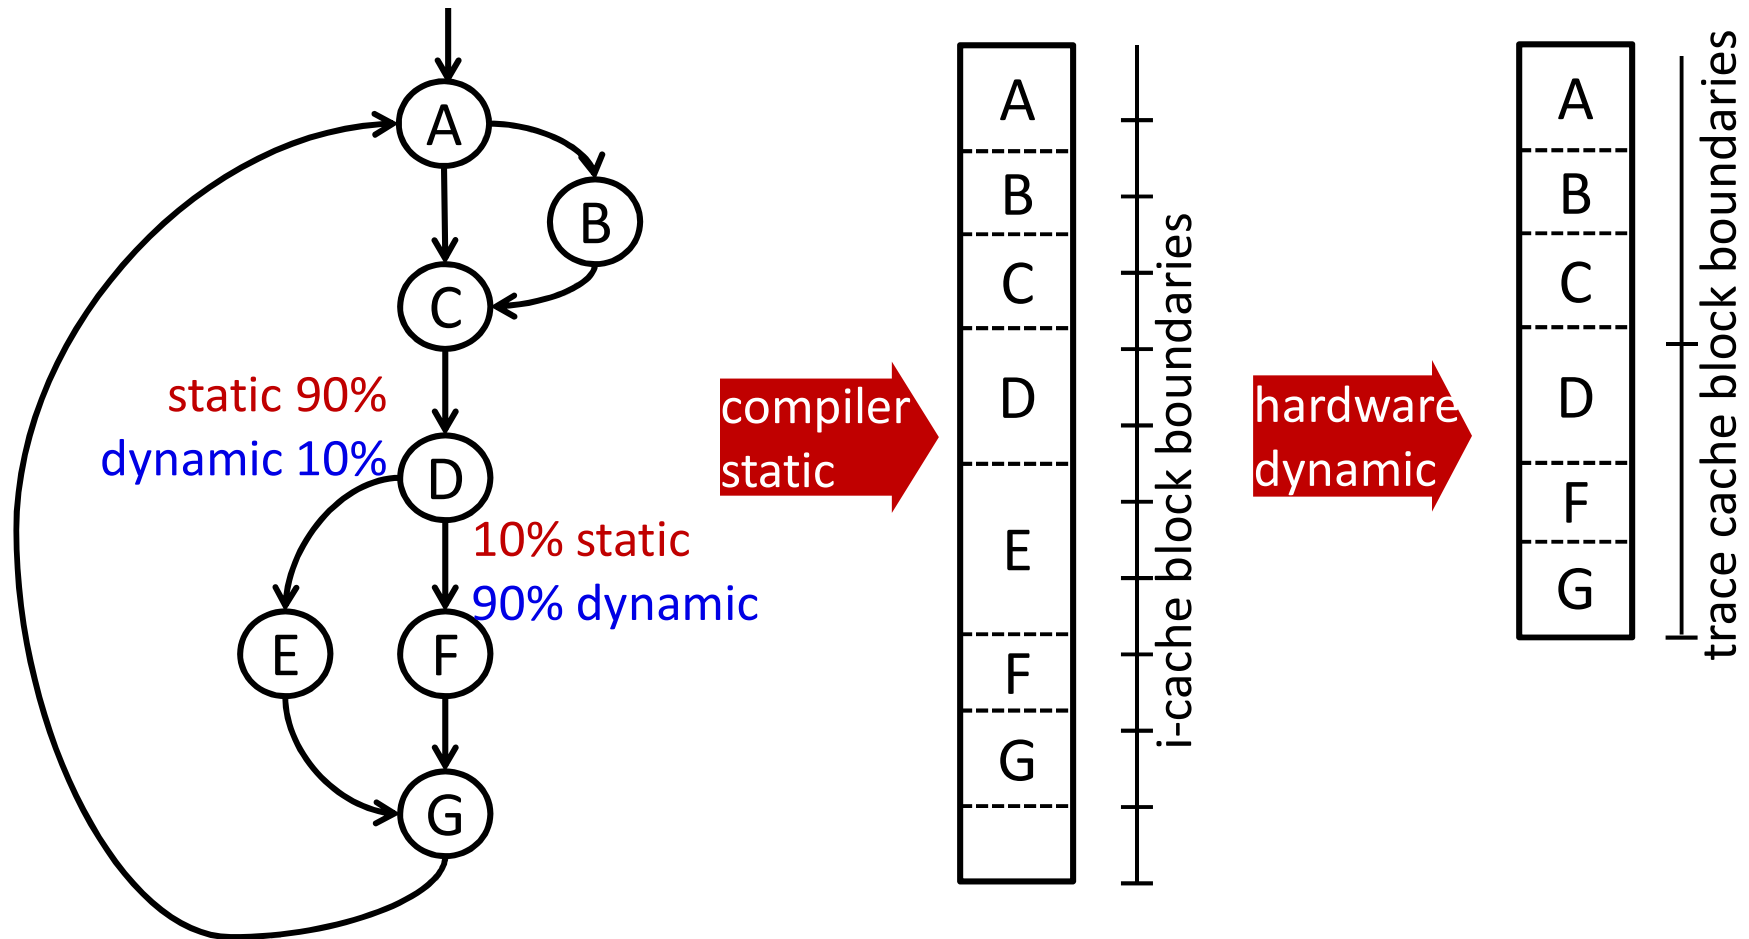 A
B
C
static 90%
dynamic 10%
D
10% static
90% dynamic
E
F
G
compiler
static
A
B
C
D
E
F
G
i-cache block boundaries
hardware
dynamic
A
B
C
D
F
G
trace cache block boundaries